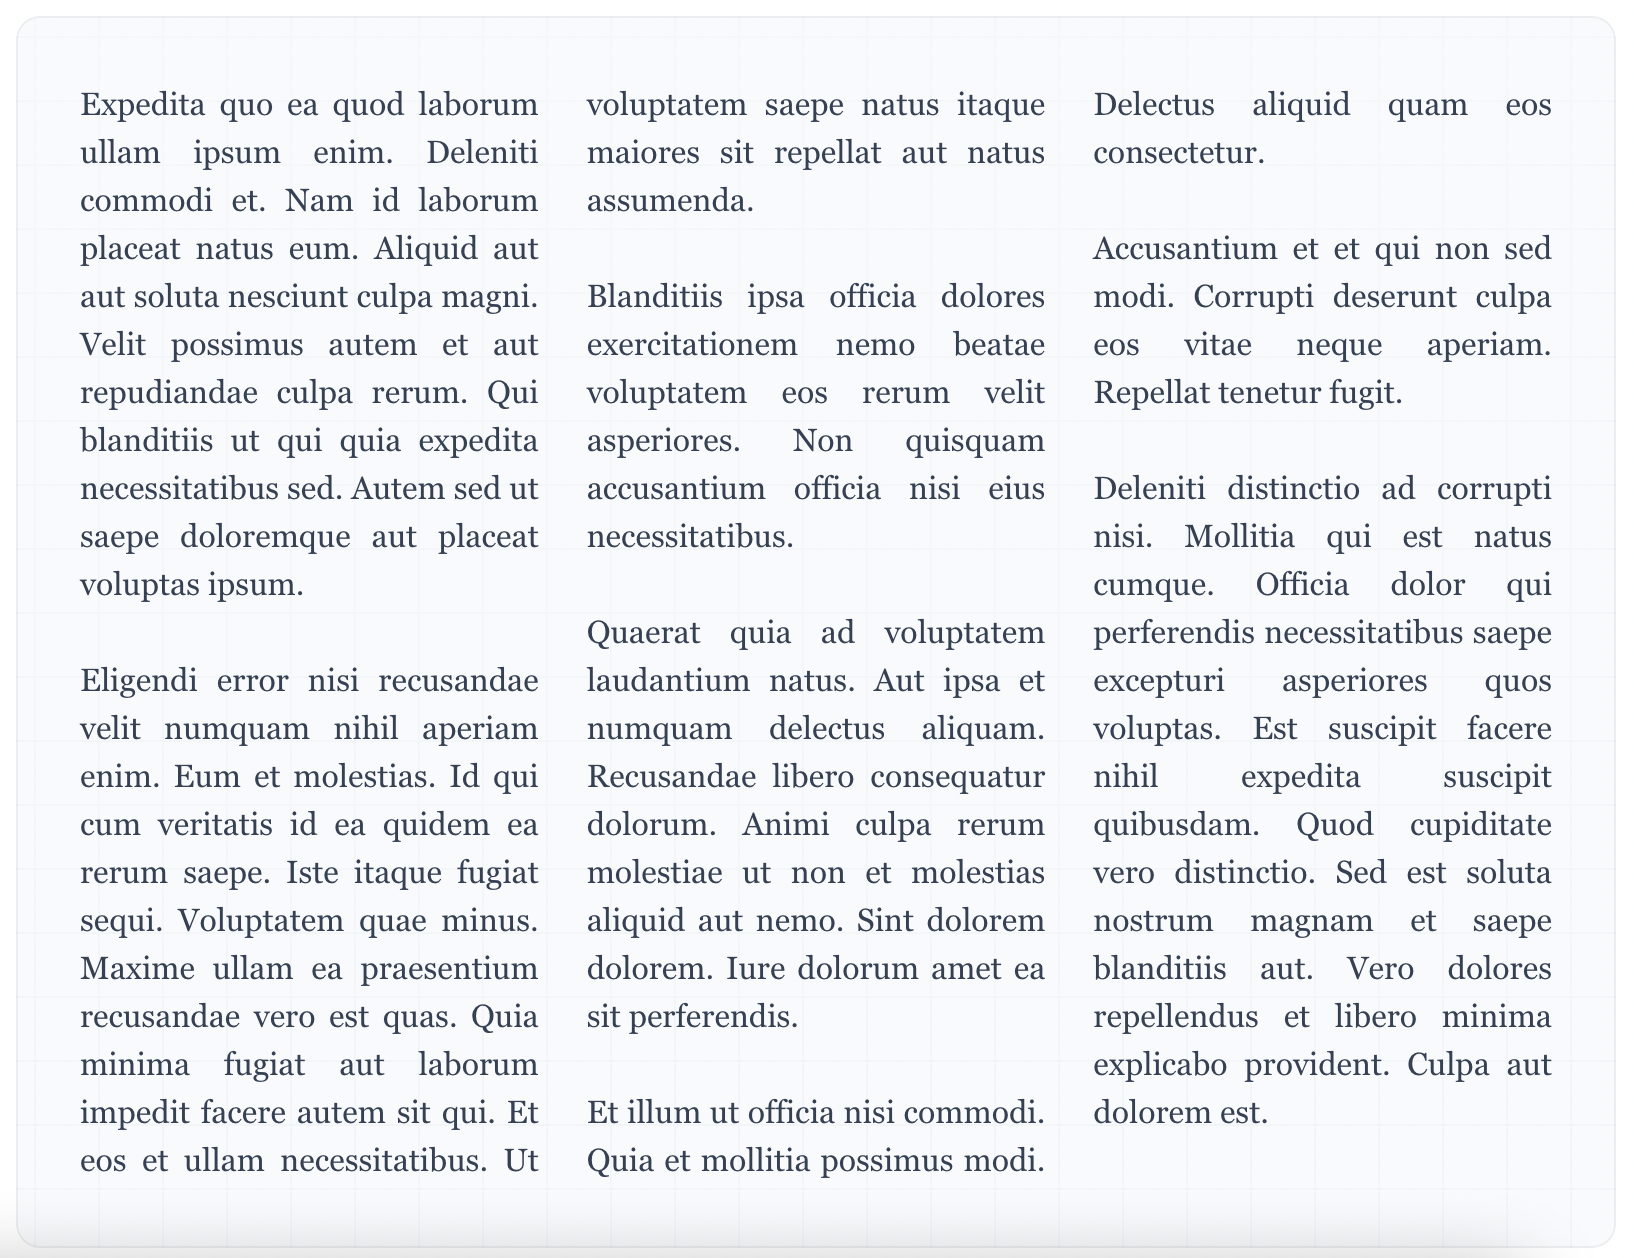 Expedita quo ea quod laborum
ullam ipsum enim. Deleniti
commodi et. Nam id laborum
placeat natus eum. Aliquid aut
aut soluta nesciunt culpa magni.
Velit possimus autem et aut
repudiandae culpa rerum. Qui
blanditiis ut qui quia expedita
necessitatibus sed. Autem sed ut
saepe doloremque aut placeat
voluptas ipsum.

Eligendi error nisi recusandae
velit numquam nihil aperiam
enim. Eum et molestias. Id qui
cum veritatis id ea quidem ea
rerum saepe. Iste itaque fugiat
sequi. Voluptatem quae minus.
Maxime ullam ea praesentium
recusandae vero est quas. Quia
minima fugiat aut laborum
impedit facere autem sit qui. Et
eos et ullam necessitatibus. Ut
voluptatem saepe natus itaque
maiores sit repellat aut natus
assumenda.

Blanditiis ipsa officia dolores
exercitationem nemo beatae
voluptatem eos rerum velit
asperiores. Non quisquam
accusantium officia nisi eius
necessitatibus.

Quaerat quia ad voluptatem
laudantium natus. Aut ipsa et
numquam delectus aliquam.
Recusandae libero consequatur
dolorum. Animi culpa rerum
molestiae ut non et molestias
aliquid aut nemo. Sint dolorem
dolorem. Iure dolorum amet ea
sit perferendis.

Et illum ut officia nisi commodi.
Quia et mollitia possimus modi.
Delectus aliquid quam eos
consectetur.

Accusantium et et qui non sed
modi. Corrupti deserunt culpa
eos vitae neque aperiam.
Repellat tenetur fugit.

Deleniti distinctio ad corrupti
nisi. Mollitia qui est natus
cumque. Officia dolor qui
perferendis necessitatibus saepe
excepturi asperiores quos
voluptas. Est suscipit facere
nihil expedita suscipit
quibusdam. Quod cupiditate
vero distinctio. Sed est soluta
nostrum magnam et saepe
blanditiis aut. Vero dolores
repellendus et libero minima
explicabo provident. Culpa aut
dolorem est.